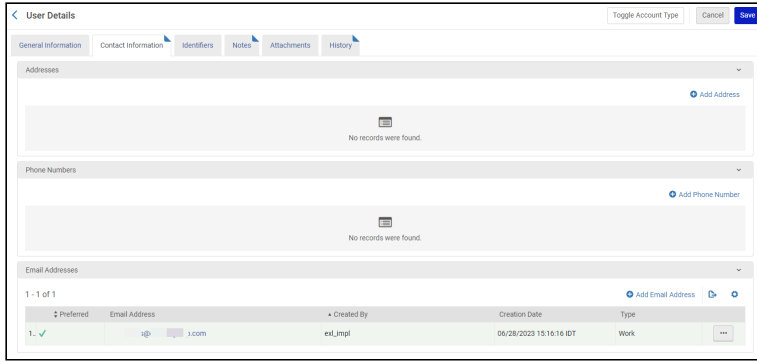 User Details
Toggle Account Type
Cancel
Save
General Information
Contact Information
Identifiers
Notes
Attachments
History
Addresses
Add Address
No records were found.
Phone Numbers
Add Phone Number
No records were found.
Email Addresses
1 - 1 of 1
Add Email Address
Preferred Email Address Created By Creation Date Type
1 .com exl_impl 06/28/2023 15:16:16 IDT Work